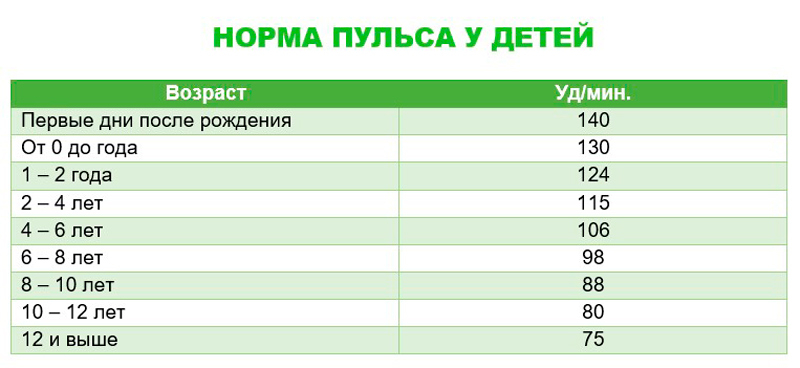 НОРМА ПУЛЬСА У ДЕТЕЙ
Возраст Уд/мин.
Первые дни после рождения 140
От 0 до года 130
1 – 2 года 124
2 – 4 лет 115
4 – 6 лет 106
6 – 8 лет 98
8 – 10 лет 88
10 – 12 лет 80
12 и выше 75